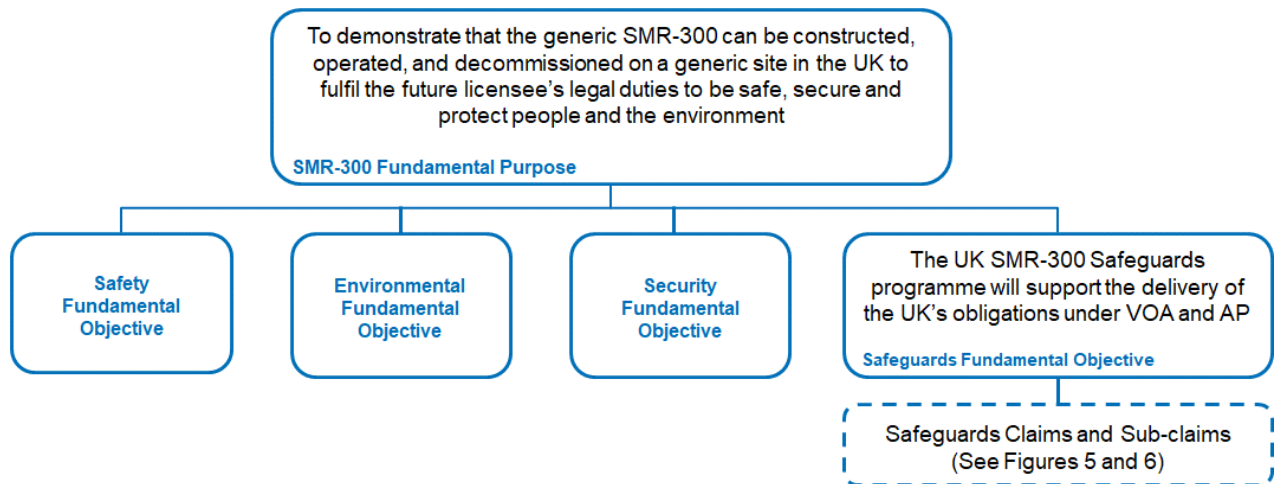 To demonstrate that the generic SMR-300 can be constructed,
operated, and decommissioned on a generic site in the UK to
fulfil the future licensee's legal duties to be safe, secure and
protect people and the environment
SMR-300 Fundamental Purpose
Safety
Fundamental
Objective
Environmental
Fundamental
Objective
Security
Fundamental
Objective
The UK SMR-300 Safeguards
programme will support the delivery of
the UK's obligations under VOA and AP
Safeguards Fundamental Objective
Safeguards Claims and Sub-claims
(See Figures 5 and 6)